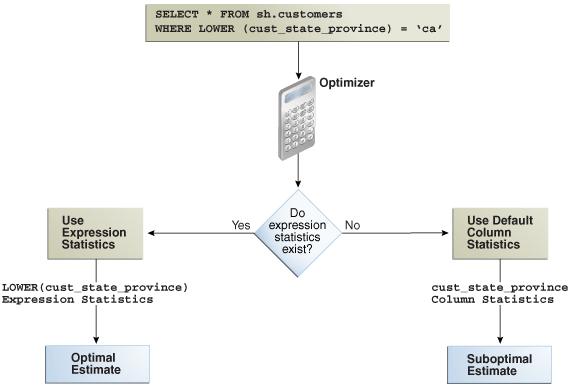 SELECT * FROM sh.customers
WHERE LOWER (cust_state_province) = ‘ca’
Optimizer
Do
expression
statistics
exist?
Yes
No
Use
Expression
Statistics
Use Default
Column
Statistics
LOWER(cust_state_province)
Expression Statistics
cust_state_province
Column Statistics
Optimal
Estimate
Suboptimal
Estimate